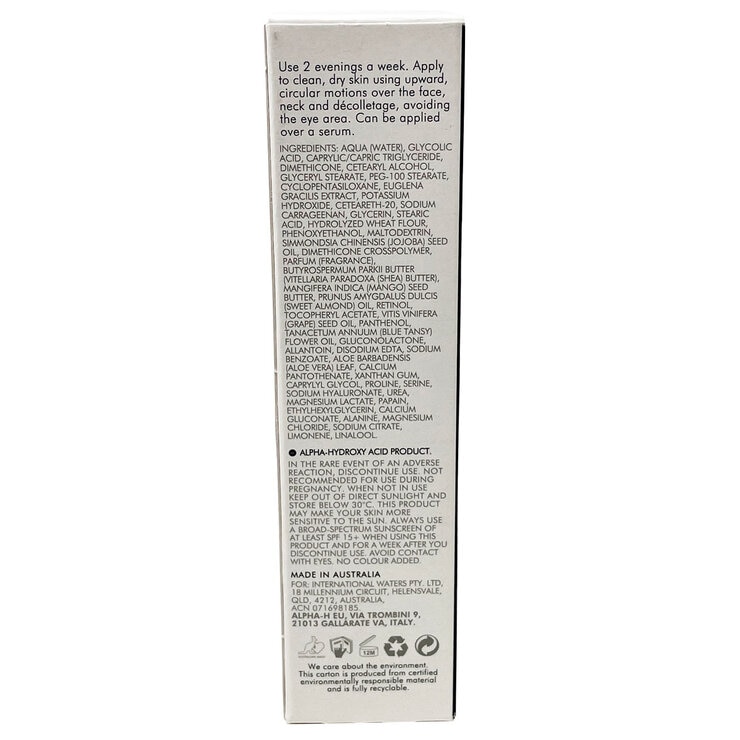 Use 2 evenings a week. Apply
to clean, dry skin using upward,
circular motions over the face,
neck and décolletage, avoiding
the eye area. Can be applied
over a serum.
INGREDIENTS: AQUA (WATER), GLYCOLIC
ACID, CAPRYLIC/CAPRIC TRIGLYCERIDE,
DIMETHICONE, CETEARYL ALCOHOL,
GLYCERYL STEARATE, PEG-100 STEARATE,
CYCLOPENTASILOXANE, EUGLENA
GRACILIS EXTRACT, POTASSIUM
HYDROXIDE, CETEARETH-20, SODIUM
CARRAGEENAN, GLYCERIN, STEARIC
ACID, HYDROLYZED WHEAT FLOUR,
PHENOXYETHANOL, MALTODEXTRIN,
SIMMONDSIA CHINENSIS (JOJOBA) SEED
OIL, DIMETHICONE CROSSPOLYMER,
PARFUM (FRAGRANCE),
BUTYROSPERMUM PARKII BUTTER
(VITELLARIA PARADOXA (SHEA) BUTTER),
MANGIFERA INDICA (MANGO) SEED
BUTTER, PRUNUS AMYGDALUS DULCIS
(SWEET ALMOND) OIL, RETINOL,
TOCOPHERYL ACETATE, VITIS VINIFERA
(GRAPE) SEED OIL, PANTHENOL,
TANACETUM ANNUUM (BLUE TANSY)
FLOWER OIL, GLUCONOLACTONE,
ALLANTOIN, DISODIUM EDTA, SODIUM
BENZOATE, ALOE BARBADENSIS
(ALOE VERA) LEAF, CALCIUM
PANTOTHENATE, XANTHAN GUM,
CAPRYLYL GLYCOL, PROLINE, SERINE,
SODIUM HYALURONATE, UREA,
MAGNESIUM LACTATE, PAPAIN,
ETHYLHEXYLGLYCERIN, CALCIUM
GLUCONATE, ALANINE, MAGNESIUM
CHLORIDE, SODIUM CITRATE,
LIMONENE, LINALOOL.
● ALPHA-HYDROXY ACID PRODUCT.
IN THE RARE EVENT OF AN ADVERSE
REACTION, DISCONTINUE USE. NOT
RECOMMENDED FOR USE DURING
PREGNANCY. WHEN NOT IN USE
KEEP OUT OF DIRECT SUNLIGHT AND
STORE BELOW 30°C. THIS PRODUCT
MAY MAKE YOUR SKIN MORE
SENSITIVE TO THE SUN. ALWAYS USE
A BROAD-SPECTRUM SUNSCREEN OF
AT LEAST SPF 15+ WHEN USING THIS
PRODUCT AND FOR A WEEK AFTER YOU
DISCONTINUE USE. AVOID CONTACT
WITH EYES. NO COLOUR ADDED.
MADE IN AUSTRALIA
FOR: INTERNATIONAL WATERS PTY. LTD,
18 MILLENNIUM CIRCUIT, HELENSVALE,
QLD, 4212, AUSTRALIA,
ACN 071698185.
ALPHA-H EU, VIA TROMBINI 9,
21013 GALLARATE VA, ITALY.
12M
We care about the environment.
This carton is produced from certified
environmentally responsible material
and is fully recyclable.